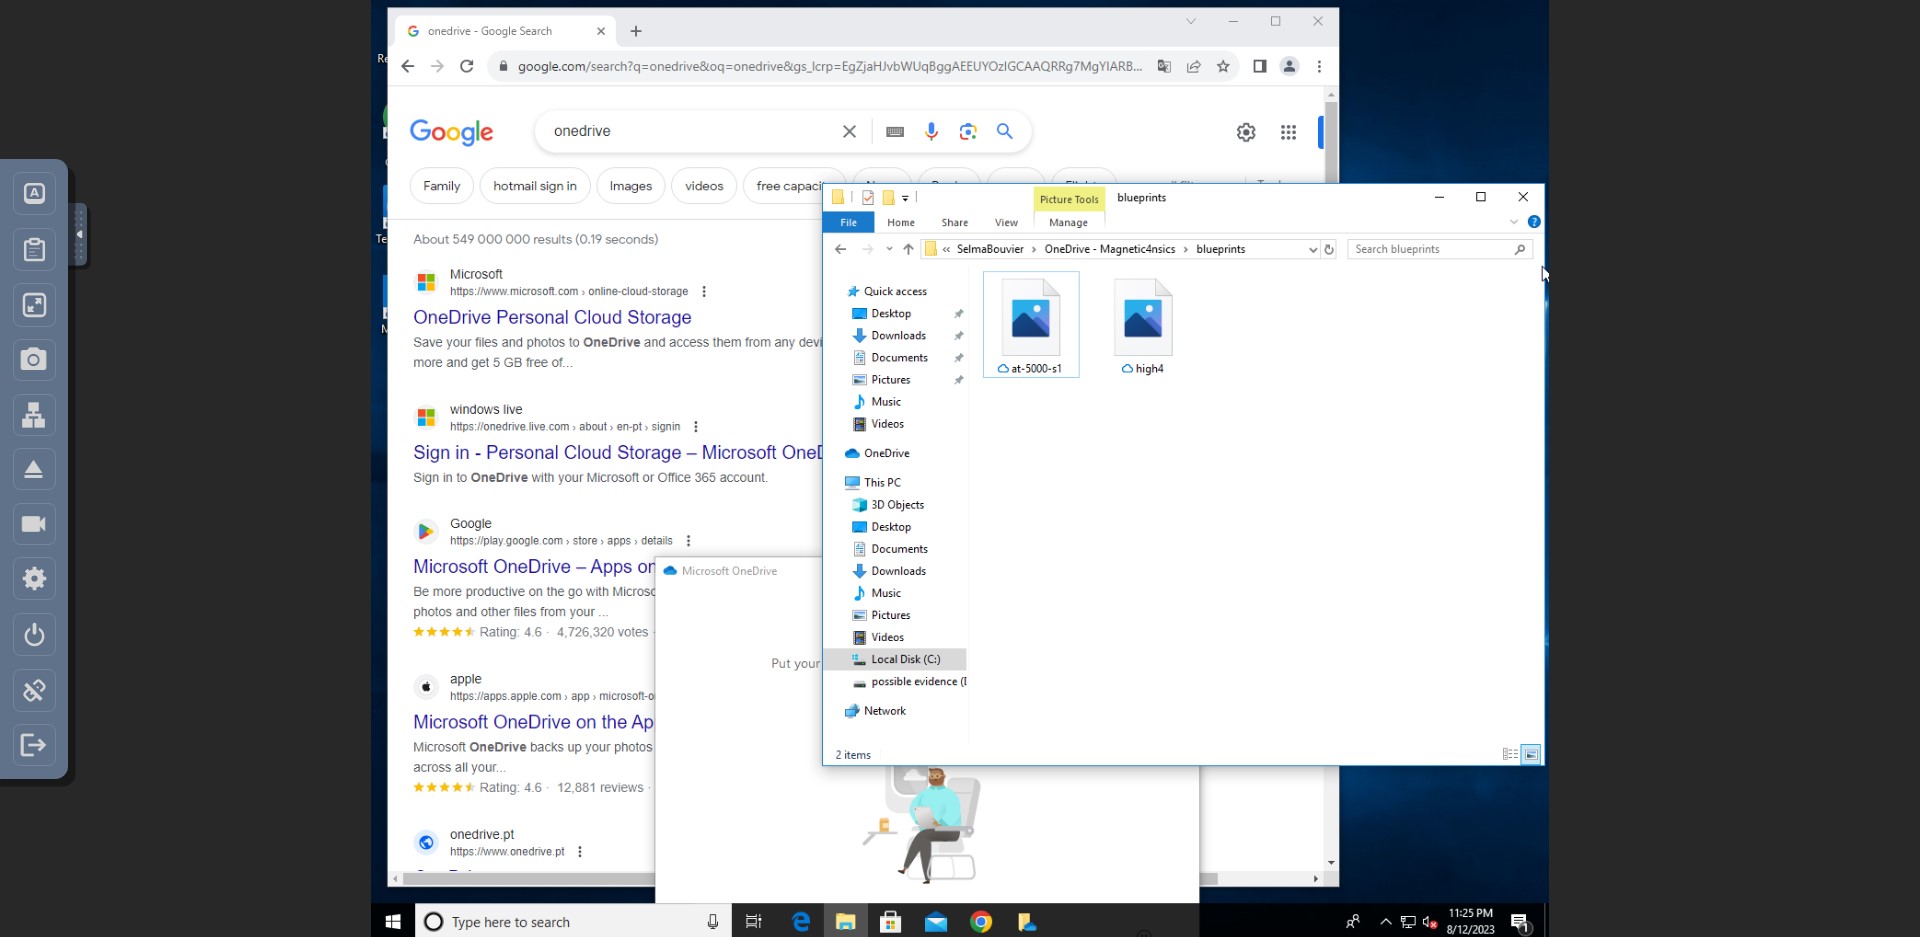 onedrive - Google Search
google.com/search?q=onedrive&oq=onedrive&gs_lcrp=EgZjaHJvbWUqBggAEEUYOzIGCAAQRRg7MgYIARB...
Google
onedrive
Family
hotmail sign in
Images
videos
free capaci
About 549 000 000 results (0.19 seconds)
Microsoft
https://www.microsoft.com › online-cloud-storage
OneDrive Personal Cloud Storage
Save your files and photos to OneDrive and access them from any devi
more and get 5 GB free of...
windows live
https://onedrive.live.com › about › en-pt › signin
Sign in - Personal Cloud Storage – Microsoft OneD
Sign in to OneDrive with your Microsoft or Office 365 account.
Google
https://play.google.com › store › apps › details
Microsoft OneDrive – Apps on
Be more productive on the go with Microso
photos and other files from your ...
Rating: 4.6 · 4,726,320 votes ·
apple
https://apps.apple.com › app › microsoft-o
Microsoft OneDrive on the Ap
Microsoft OneDrive backs up your photos
across all your...
Rating: 4.6 · 12,881 reviews ·
onedrive.pt
https://www.onedrive.pt
Microsoft OneDrive
Put your
Picture Tools
blueprints
File
Home
Share
View
Manage
« SelmaBouvier › OneDrive - Magnetic4nsics › blueprints
Search blueprints
Quick access
Desktop
Downloads
Documents
Pictures
Music
Videos
OneDrive
This PC
3D Objects
Desktop
Documents
Downloads
Music
Pictures
Videos
Local Disk (C:)
possible evidence (D
Network
at-5000-s1
high4
2 items
Type here to search
11:25 PM
8/12/2023
1